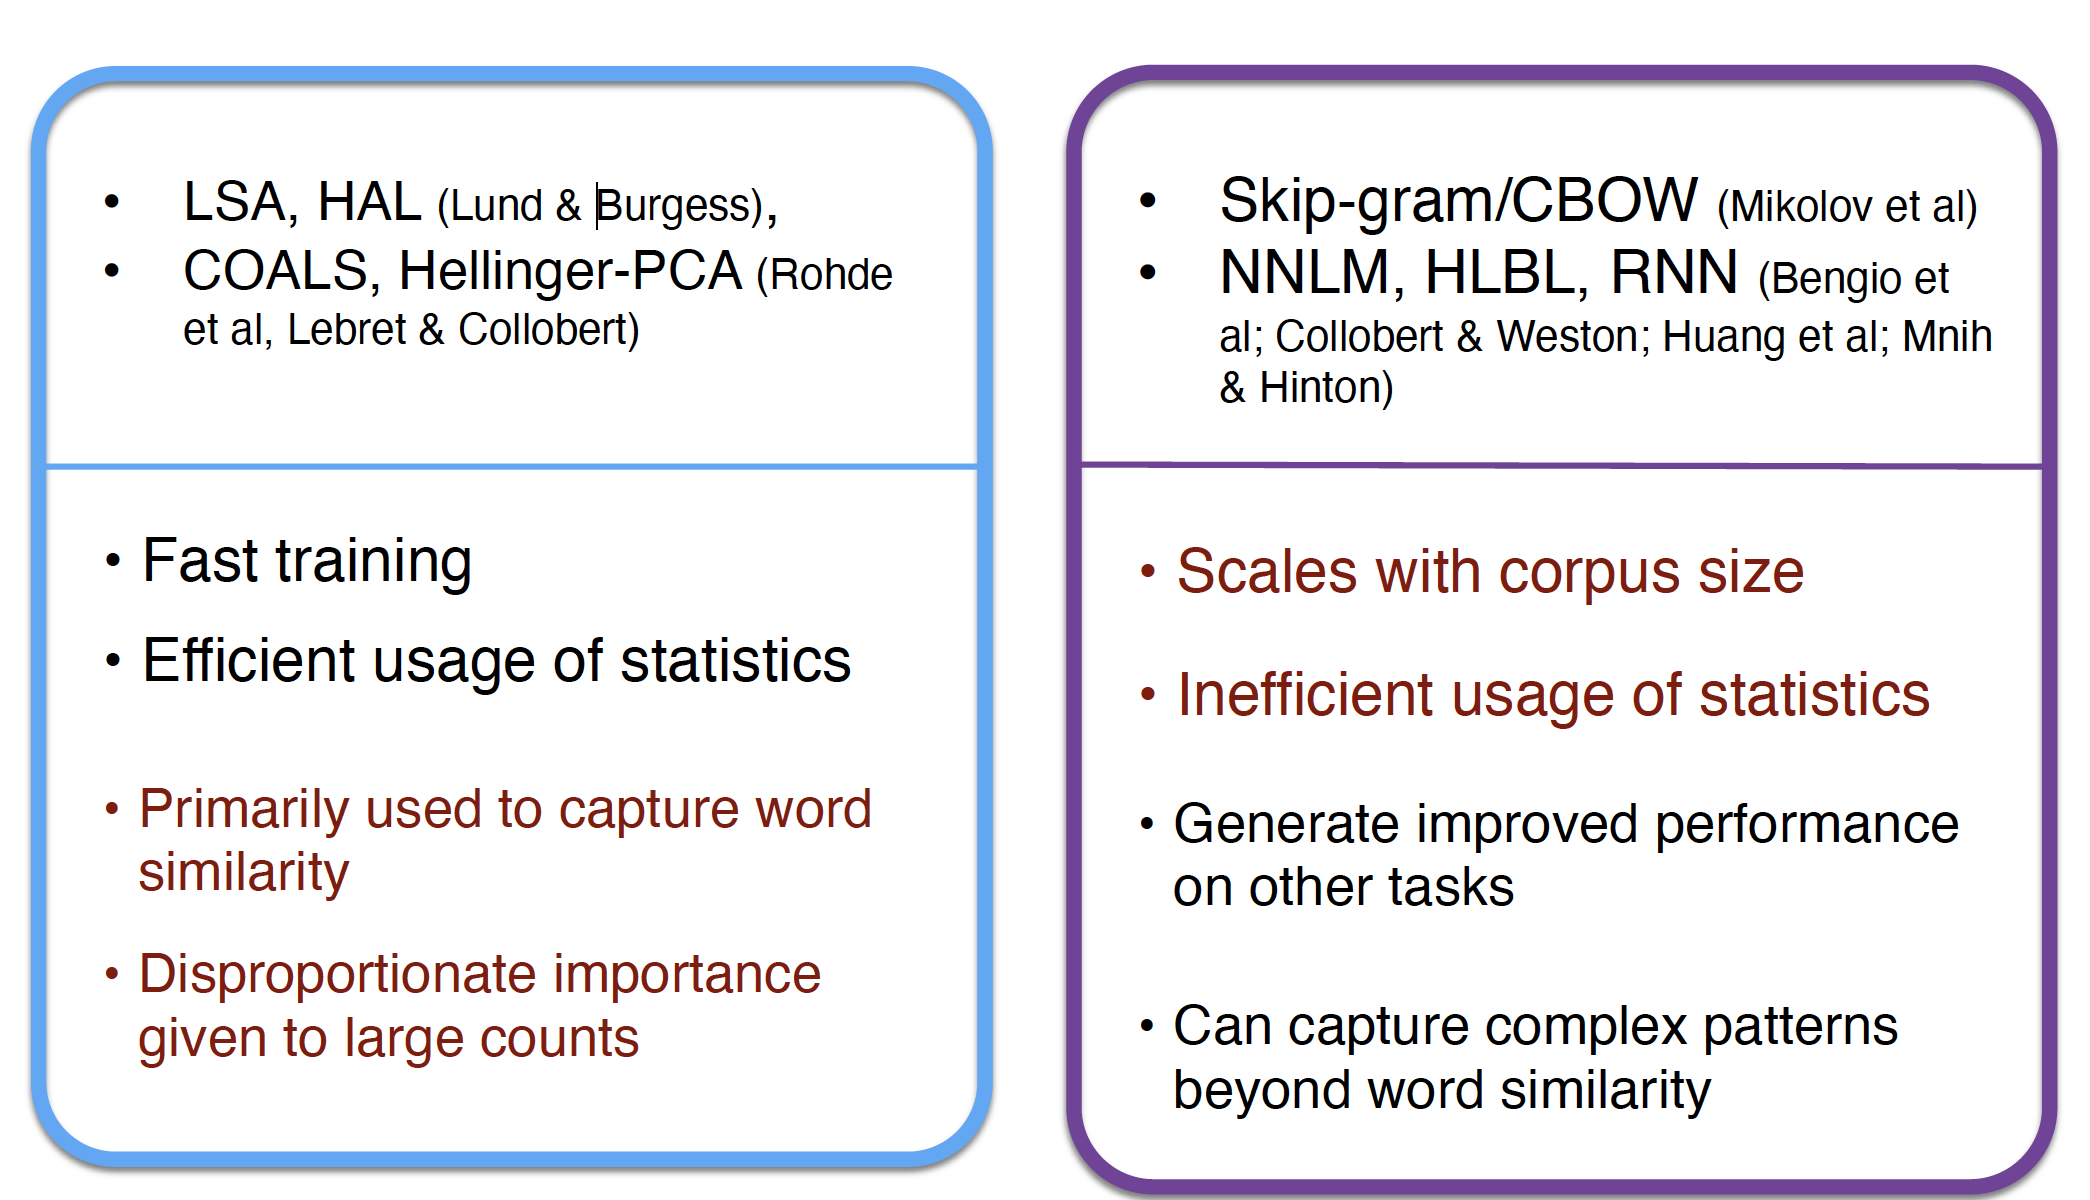 • LSA, HAL (Lund & Burgess),
• COALS, Hellinger-PCA (Rohde
et al, Lebret & Collobert)
• Fast training
• Efficient usage of statistics
• Primarily used to capture word
similarity
• Disproportionate importance
given to large counts
• Skip-gram/CBOW (Mikolov et al)
• NNLM, HLBL, RNN (Bengio et
al; Collobert & Weston; Huang et al; Mnih
& Hinton)
• Scales with corpus size
• Inefficient usage of statistics
• Generate improved performance
on other tasks
• Can capture complex patterns
beyond word similarity